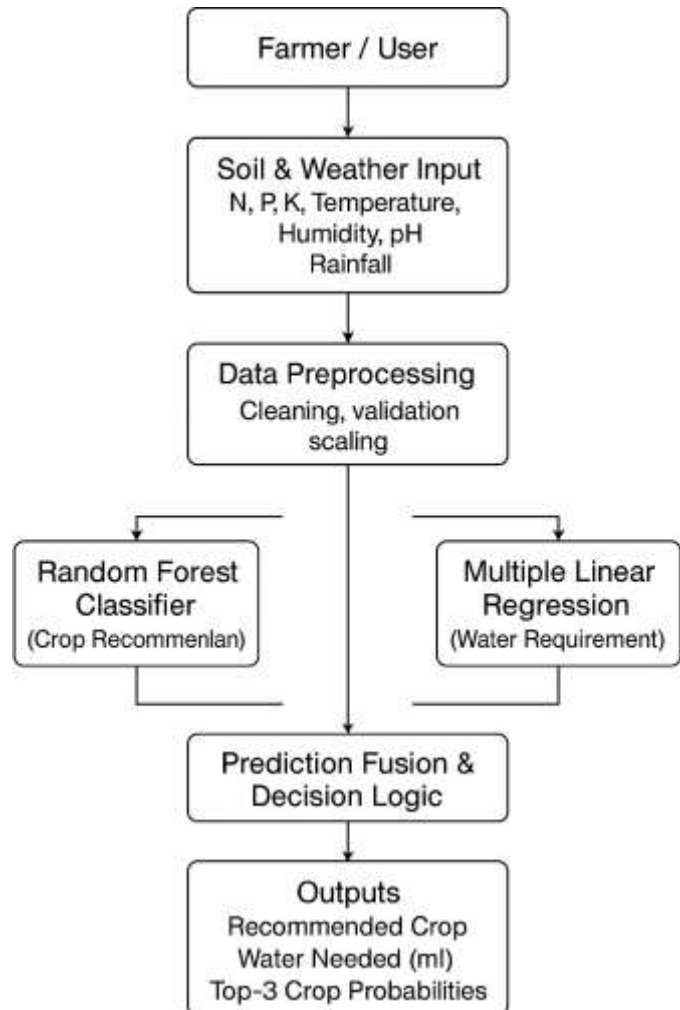 Farmer / User
Soil & Weather Input
N, P, K, Temperature,
Humidity, pH
Rainfall
Data Preprocessing
Cleaning, validation
scaling
Random Forest
Classifier
(Crop Recommenlan)
Multiple Linear
Regression
(Water Requirement)
Prediction Fusion &
Decision Logic
Outputs
Recommended Crop
Water Needed (ml)
Top-3 Crop Probabilities